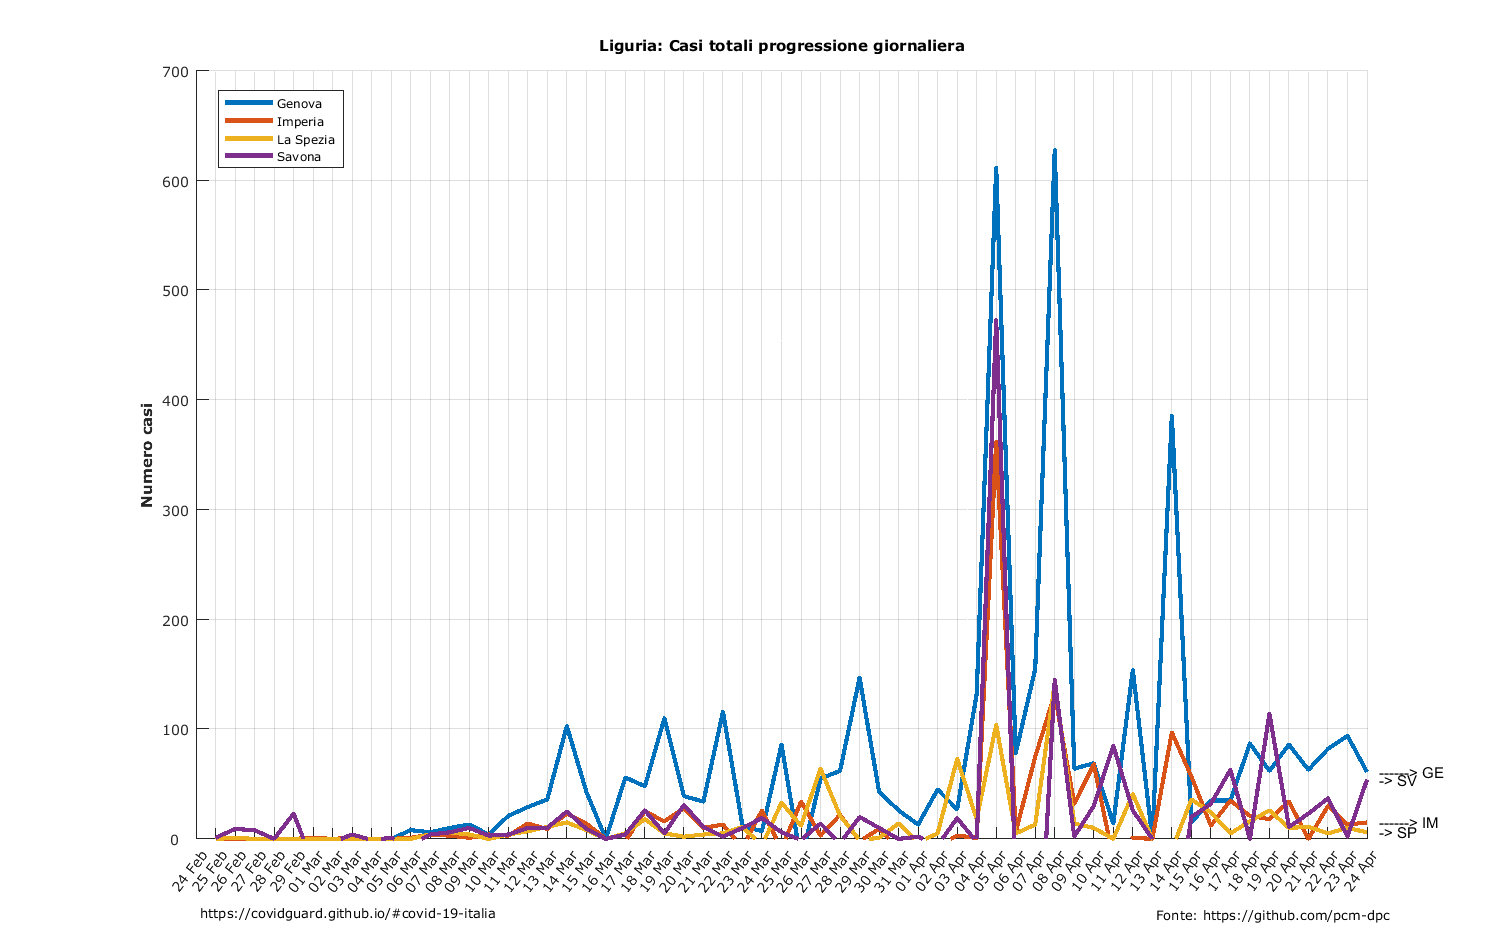 Liguria: Casi totali progressione giornaliera
700
600
500
400
300
200
100
0
Numero casi
Genova
Imperia
La Spezia
Savona
------> GE
-> SV
------> IM
-> SP
24 Feb
25 Feb
26 Feb
27 Feb
28 Feb
29 Feb
01 Mar
02 Mar
03 Mar
04 Mar
05 Mar
06 Mar
07 Mar
08 Mar
09 Mar
10 Mar
11 Mar
12 Mar
13 Mar
14 Mar
15 Mar
16 Mar
17 Mar
18 Mar
19 Mar
20 Mar
21 Mar
22 Mar
23 Mar
24 Mar
25 Mar
26 Mar
27 Mar
28 Mar
29 Mar
30 Mar
31 Mar
01 Apr
02 Apr
03 Apr
04 Apr
05 Apr
06 Apr
07 Apr
08 Apr
09 Apr
10 Apr
11 Apr
12 Apr
13 Apr
14 Apr
15 Apr
16 Apr
17 Apr
18 Apr
19 Apr
20 Apr
21 Apr
22 Apr
23 Apr
24 Apr
https://covidguard.github.io/#covid-19-italia
Fonte: https://github.com/pcm-dpc